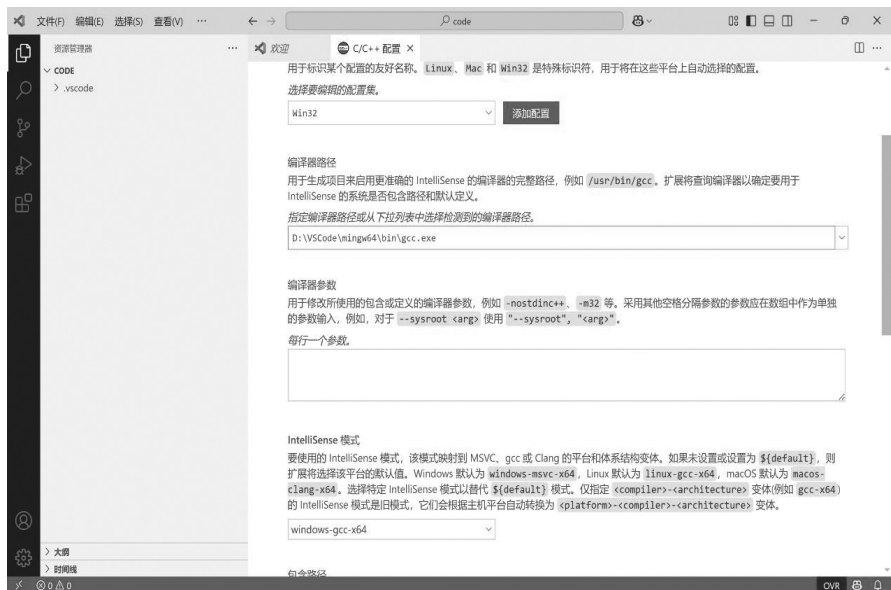 文件(F) 编辑(E) 选择(S) 查看(V) ··· code
资源管理器 ··· 欢迎 C/C++ 配置 ×
CODE
.vscode
用于标识某个配置的友好名称。Linux、Mac 和 Win32 是特殊标识符，用于将在这些平台上自动选择的配置。
选择要编辑的配置集。
Win32 添加配置
编译器路径
用于生成项目来启用更准确的 IntelliSense 的编译器的完整路径，例如 /usr/bin/gcc。扩展将查询编译器以确定要用于
IntelliSense 的系统是否包含路径和默认定义。
指定编译器路径或从下拉列表中选择检测到的编译器路径。
D:\VSCode\mingw64\bin\gcc.exe
编译器参数
用于修改所使用的包含或定义的编译器参数，例如 -nostdinc++、-m32 等。采用其他空格分隔参数的参数应在数组中作为单独
的参数输入，例如，对于 --sysroot <arg> 使用 "--sysroot", "<arg>"。
每行一个参数。
IntelliSense 模式
要使用的 IntelliSense 模式，该模式映射到 MSVC、gcc 或 Clang 的平台和体系结构变体。如果未设置或设置为 ${default}，则
扩展将选择该平台的默认值。Windows 默认为 windows-msvc-x64，Linux 默认为 linux-gcc-x64，macOS 默认为 macos-
clang-x64。选择特定 IntelliSense 模式以替代 ${default} 模式。仅指定 <compiler>-<architecture> 变体(例如 gcc-x64)
的 IntelliSense 模式是旧模式，它们会根据主机平台自动转换为 <platform>-<compiler>-<architecture> 变体。
windows-gcc-x64
包含路径
大纲
时间线
0 0 OVR